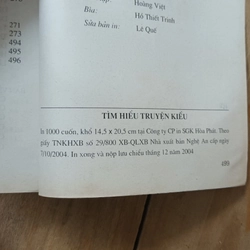 271
273
494
495
496
Hoàng Việt
Bìa:
Hồ Thiết Trinh
Sửa bản in:
Lê Quế
TÌM HIỂU TRUYỆN KIỀU
In 1000 cuốn, khổ 14,5 x 20,5 cm tại Công ty CP in SGK Hòa Phát. Theo
giấy TNKHXB số 29/800 XB-QLXB Nhà xuất bản Nghệ An cấp ngày
/10/2004. In xong và nộp lưu chiểu tháng 12 năm 2004